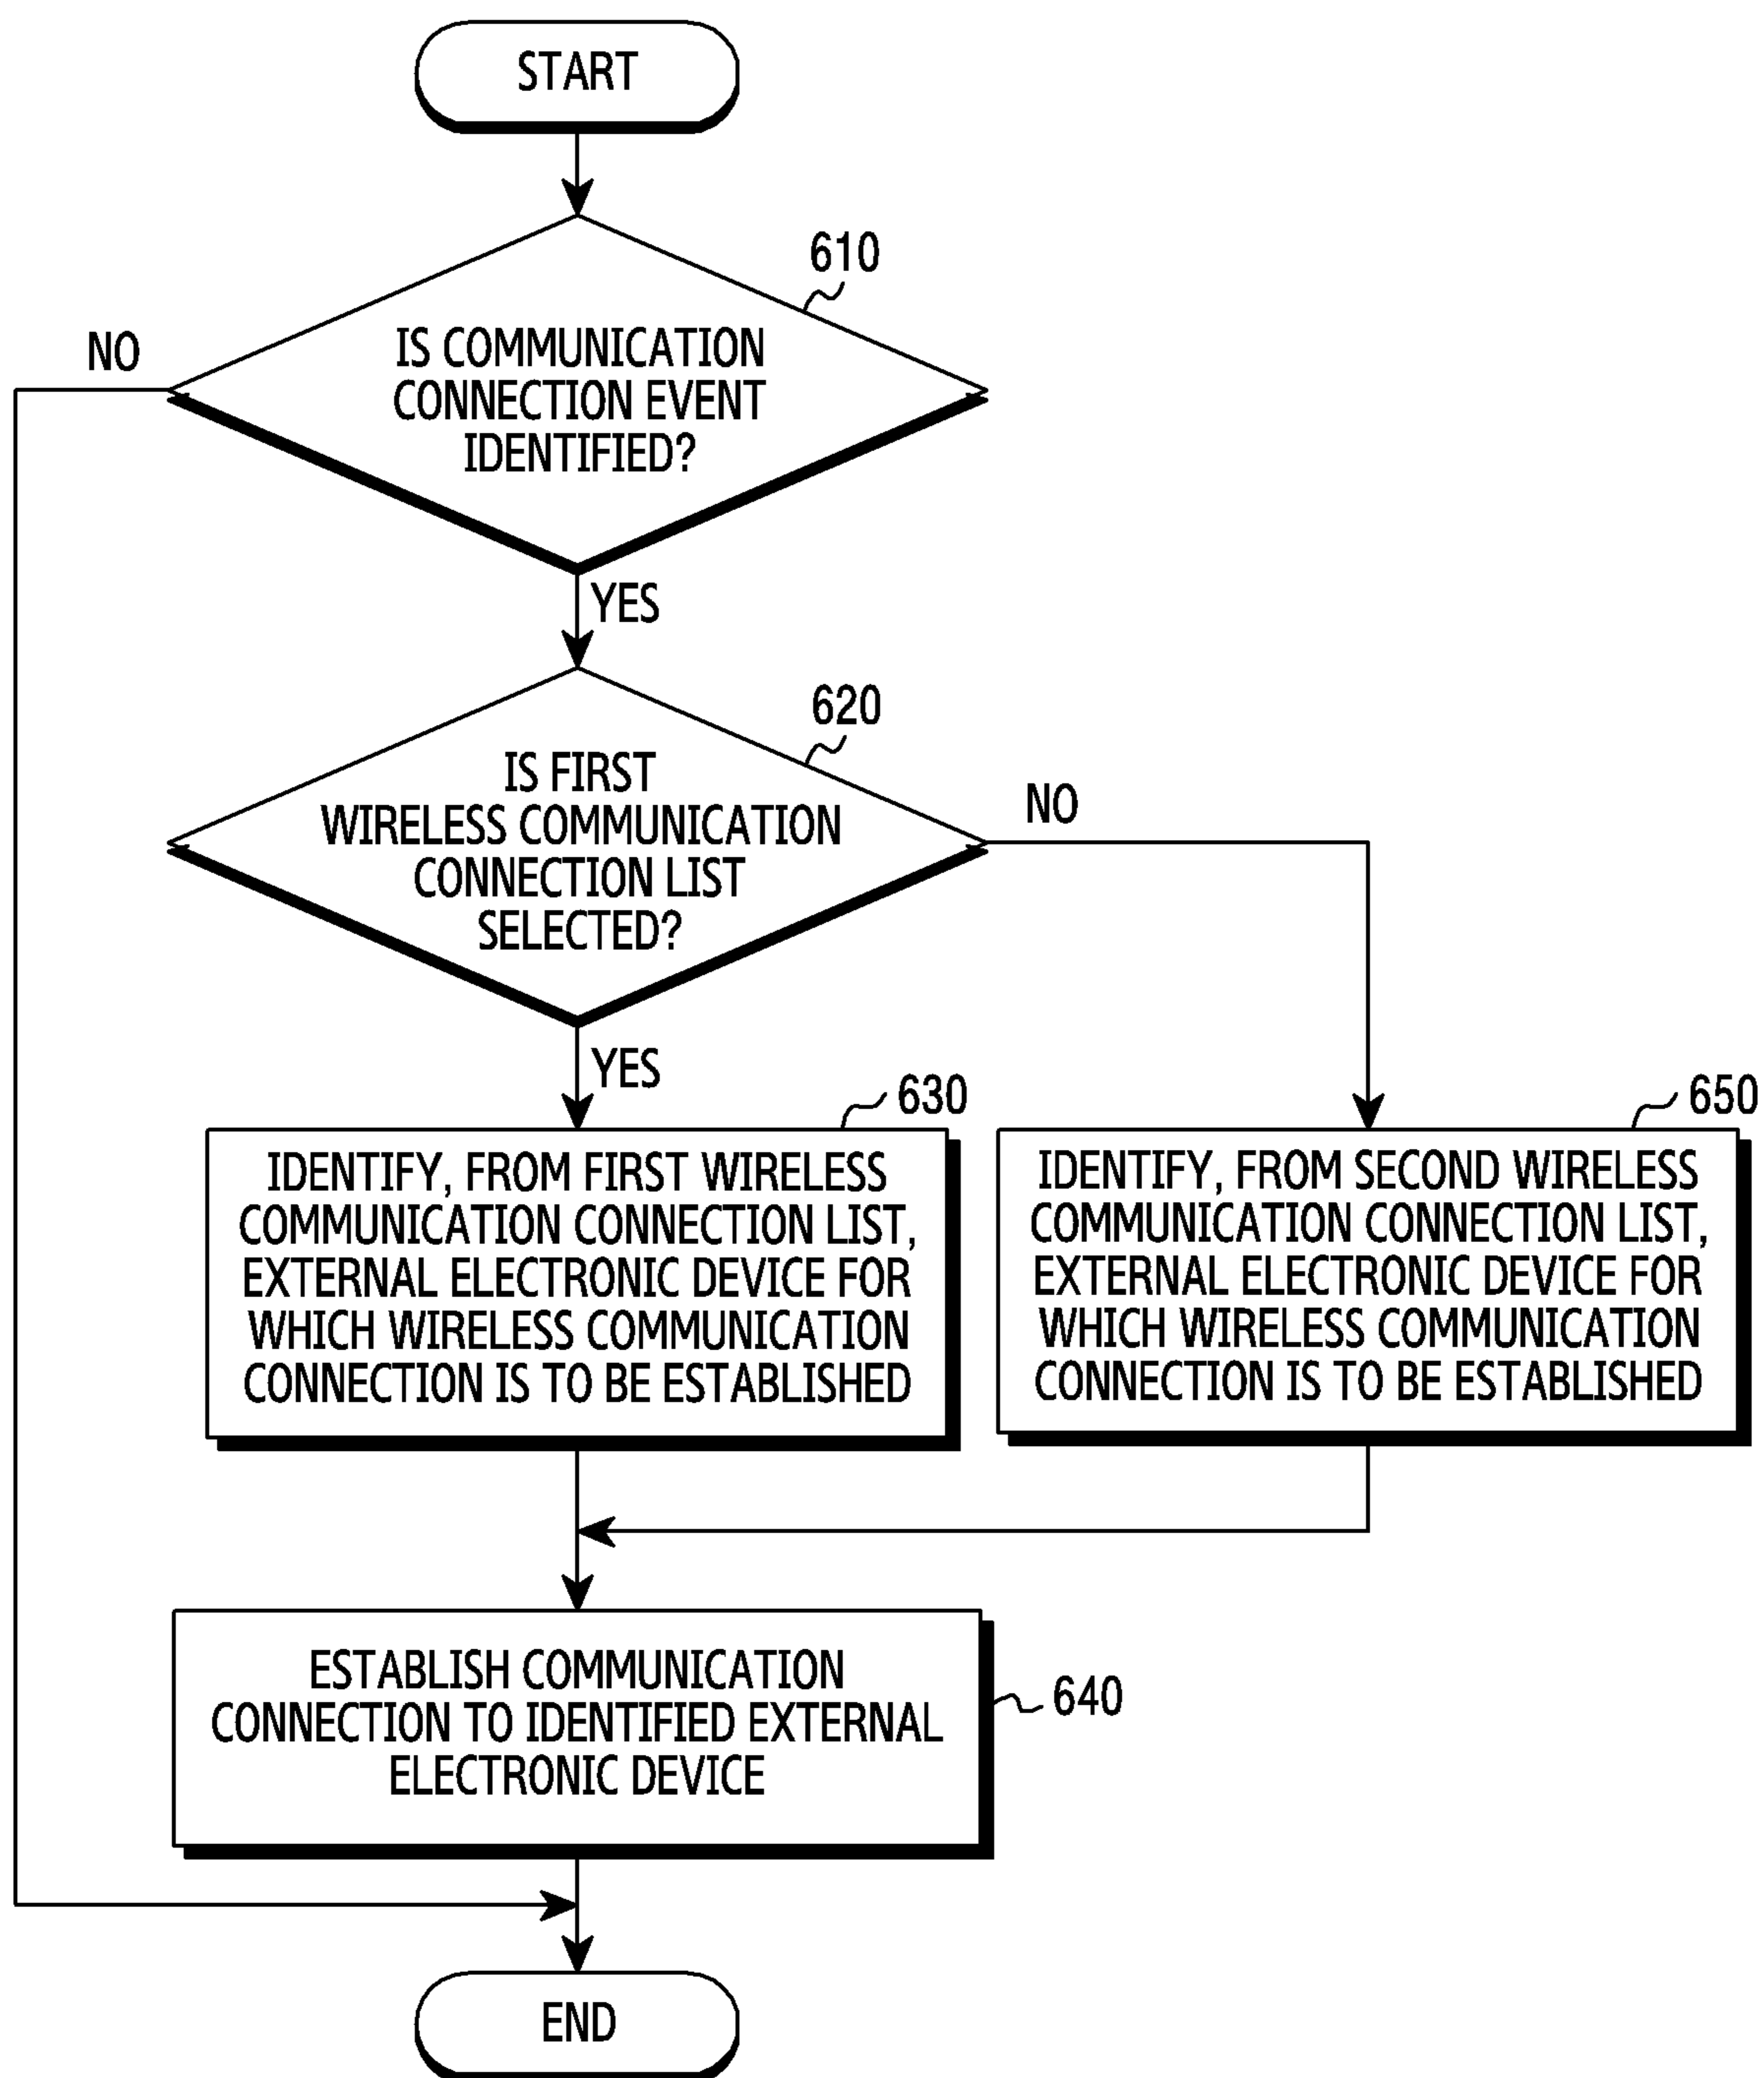 START
610
NO
IS COMMUNICATION
CONNECTION EVENT
IDENTIFIED?
YES
620
IS FIRST
WIRELESS COMMUNICATION
CONNECTION LIST
SELECTED?
NO
YES
630
IDENTIFY, FROM FIRST WIRELESS
COMMUNICATION CONNECTION LIST,
EXTERNAL ELECTRONIC DEVICE FOR
WHICH WIRELESS COMMUNICATION
CONNECTION IS TO BE ESTABLISHED
650
IDENTIFY, FROM SECOND WIRELESS
COMMUNICATION CONNECTION LIST,
EXTERNAL ELECTRONIC DEVICE FOR
WHICH WIRELESS COMMUNICATION
CONNECTION IS TO BE ESTABLISHED
ESTABLISH COMMUNICATION
CONNECTION TO IDENTIFIED EXTERNAL
ELECTRONIC DEVICE
640
END